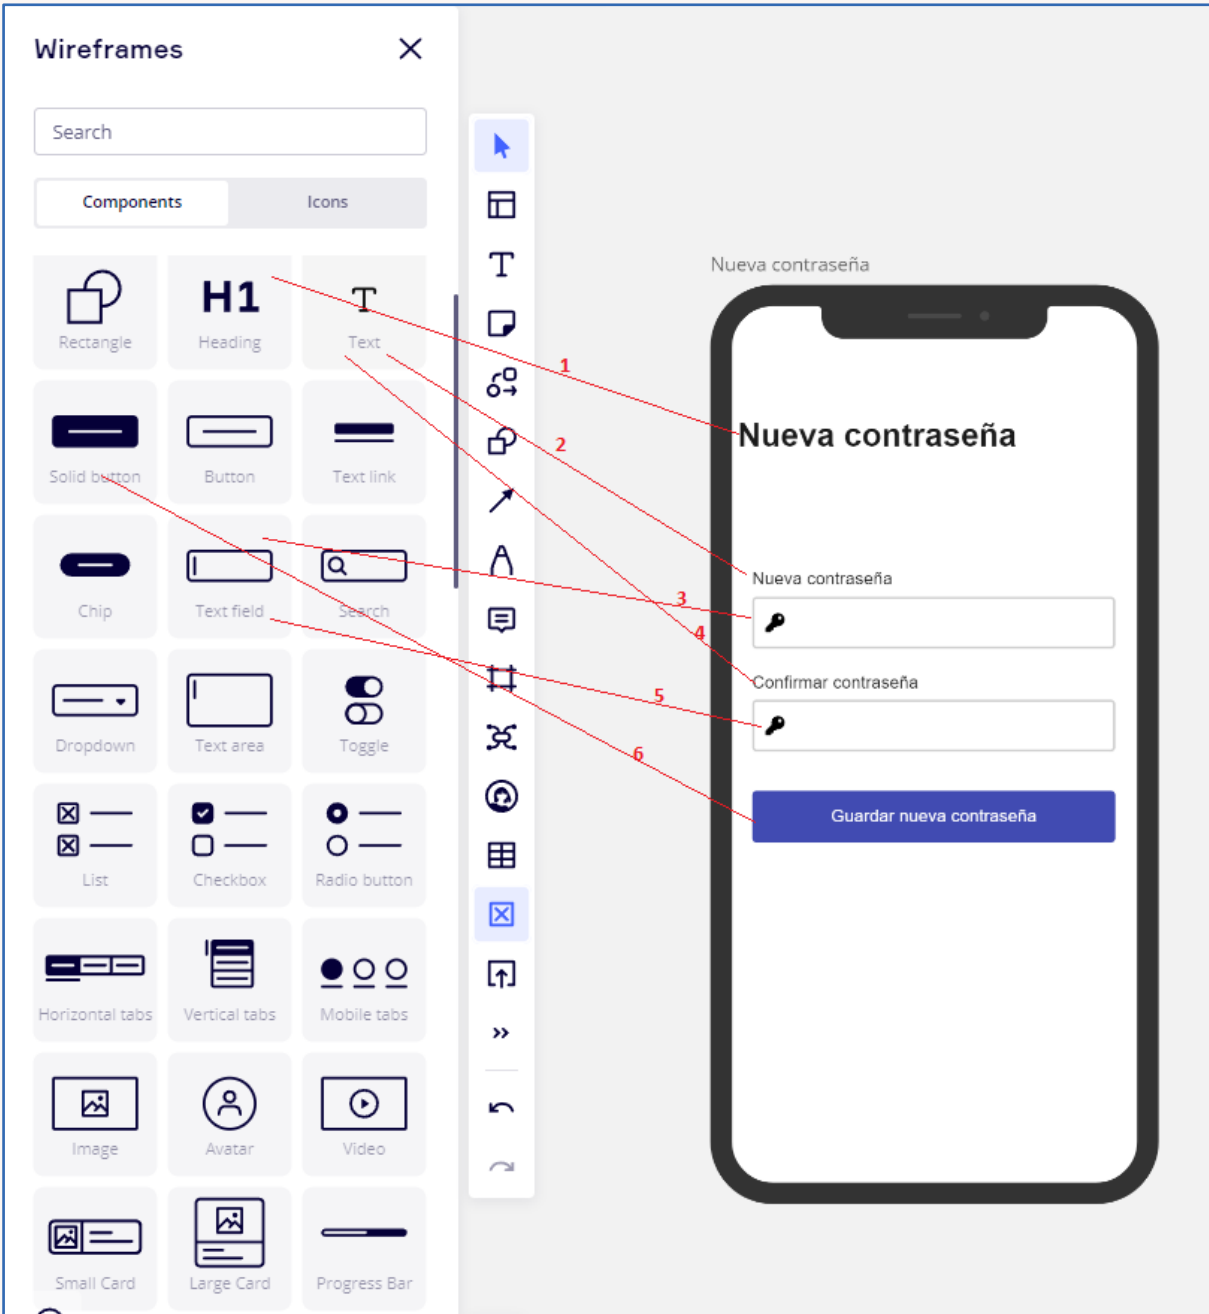 Wireframes
Search
Components Icons
H1 T
Rectangle Heading Text
Solid button Button Text link
Chip Text field Search
Dropdown Text area Toggle
List Checkbox Radio button
Horizontal tabs Vertical tabs Mobile tabs
Image Avatar Video
Small Card Large Card Progress Bar
T
1
2
3
4
5
6
Nueva contraseña
Nueva contraseña
Nueva contraseña
Confirmar contraseña
Guardar nueva contraseña